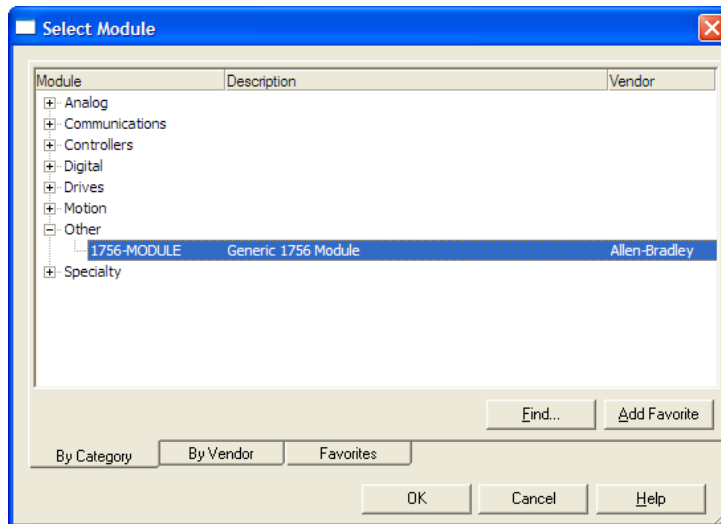 Select Module
Module Description Vendor
Analog
Communications
Controllers
Digital
Drives
Motion
Other
1756-MODULE Generic 1756 Module Allen-Bradley
Specialty
Find... Add Favorite
By Category By Vendor Favorites
OK Cancel Help